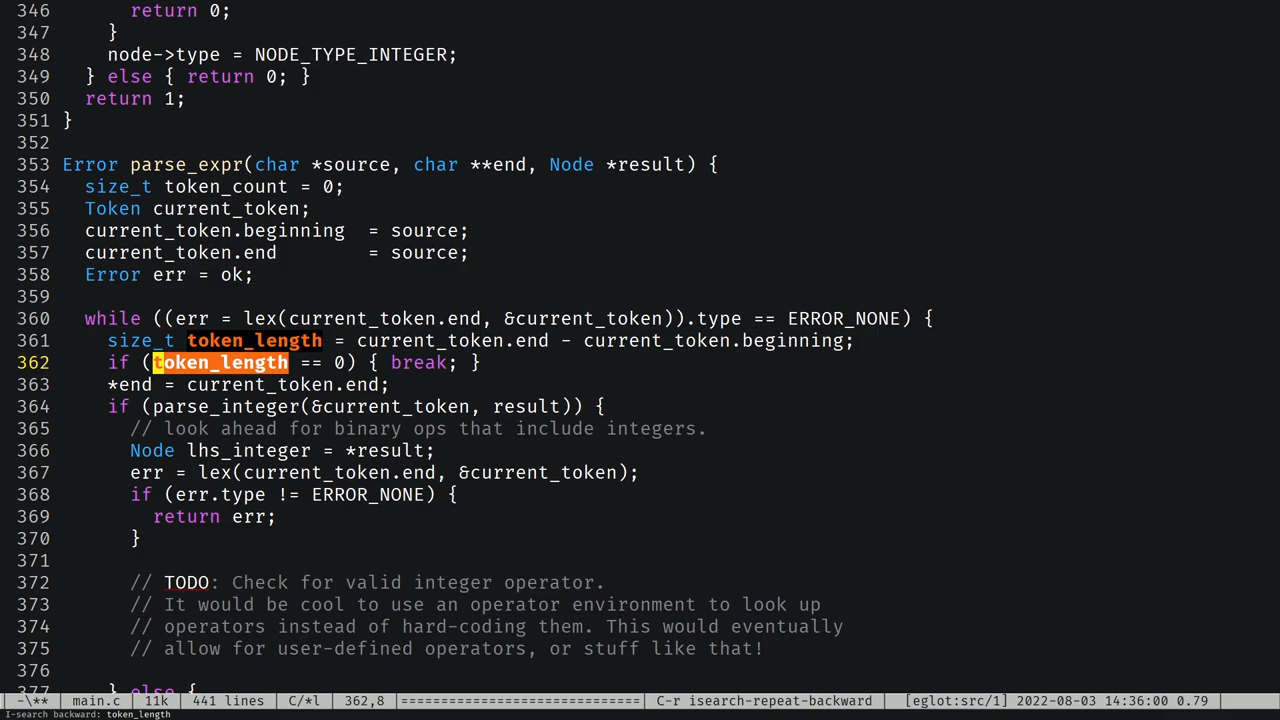 346       return 0;
347     }
348     node->type = NODE_TYPE_INTEGER;
349   } else { return 0; }
350   return 1;
351 }
352
353 Error parse_expr(char *source, char **end, Node *result) {
354   size_t token_count = 0;
355   Token current_token;
356   current_token.beginning  = source;
357   current_token.end        = source;
358   Error err = ok;
359
360   while ((err = lex(current_token.end, &current_token)).type == ERROR_NONE) {
361     size_t token_length = current_token.end - current_token.beginning;
362     if (token_length == 0) { break; }
363     *end = current_token.end;
364     if (parse_integer(&current_token, result)) {
365       // look ahead for binary ops that include integers.
366       Node lhs_integer = *result;
367       err = lex(current_token.end, &current_token);
368       if (err.type != ERROR_NONE) {
369         return err;
370       }
371
372       // TODO: Check for valid integer operator.
373       // It would be cool to use an operator environment to look up
374       // operators instead of hard-coding them. This would eventually
375       // allow for user-defined operators, or stuff like that!
376
377     } else {
-\** main.c 11k 441 lines C/*l 362,8 ============================ C-r isearch-repeat-backward [eglot:src/1] 2022-08-03 14:36:00 0.79
I-search backward: token_length